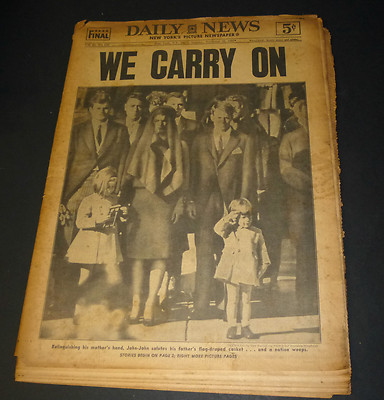 FINAL
DAILY NEWS
NEW YORK'S PICTURE NEWSPAPER
5¢
WE CARRY ON
Relinquishing his mother's hand, John-John salutes his father's flag-draped casket . . . and a nation weeps.
STORIES BEGIN ON PAGE 2; EIGHT MORE PICTURE PAGES